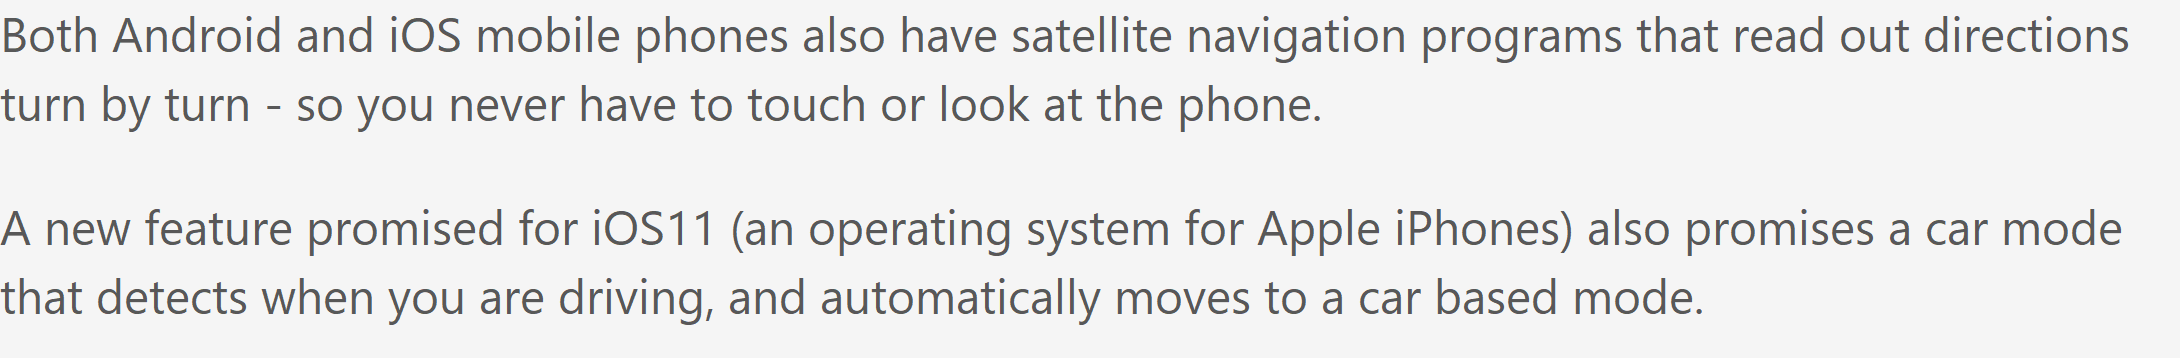 Both Android and iOS mobile phones also have satellite navigation programs that read out directions
turn by turn - so you never have to touch or look at the phone.
A new feature promised for iOS11 (an operating system for Apple iPhones) also promises a car mode
that detects when you are driving, and automatically moves to a car based mode.